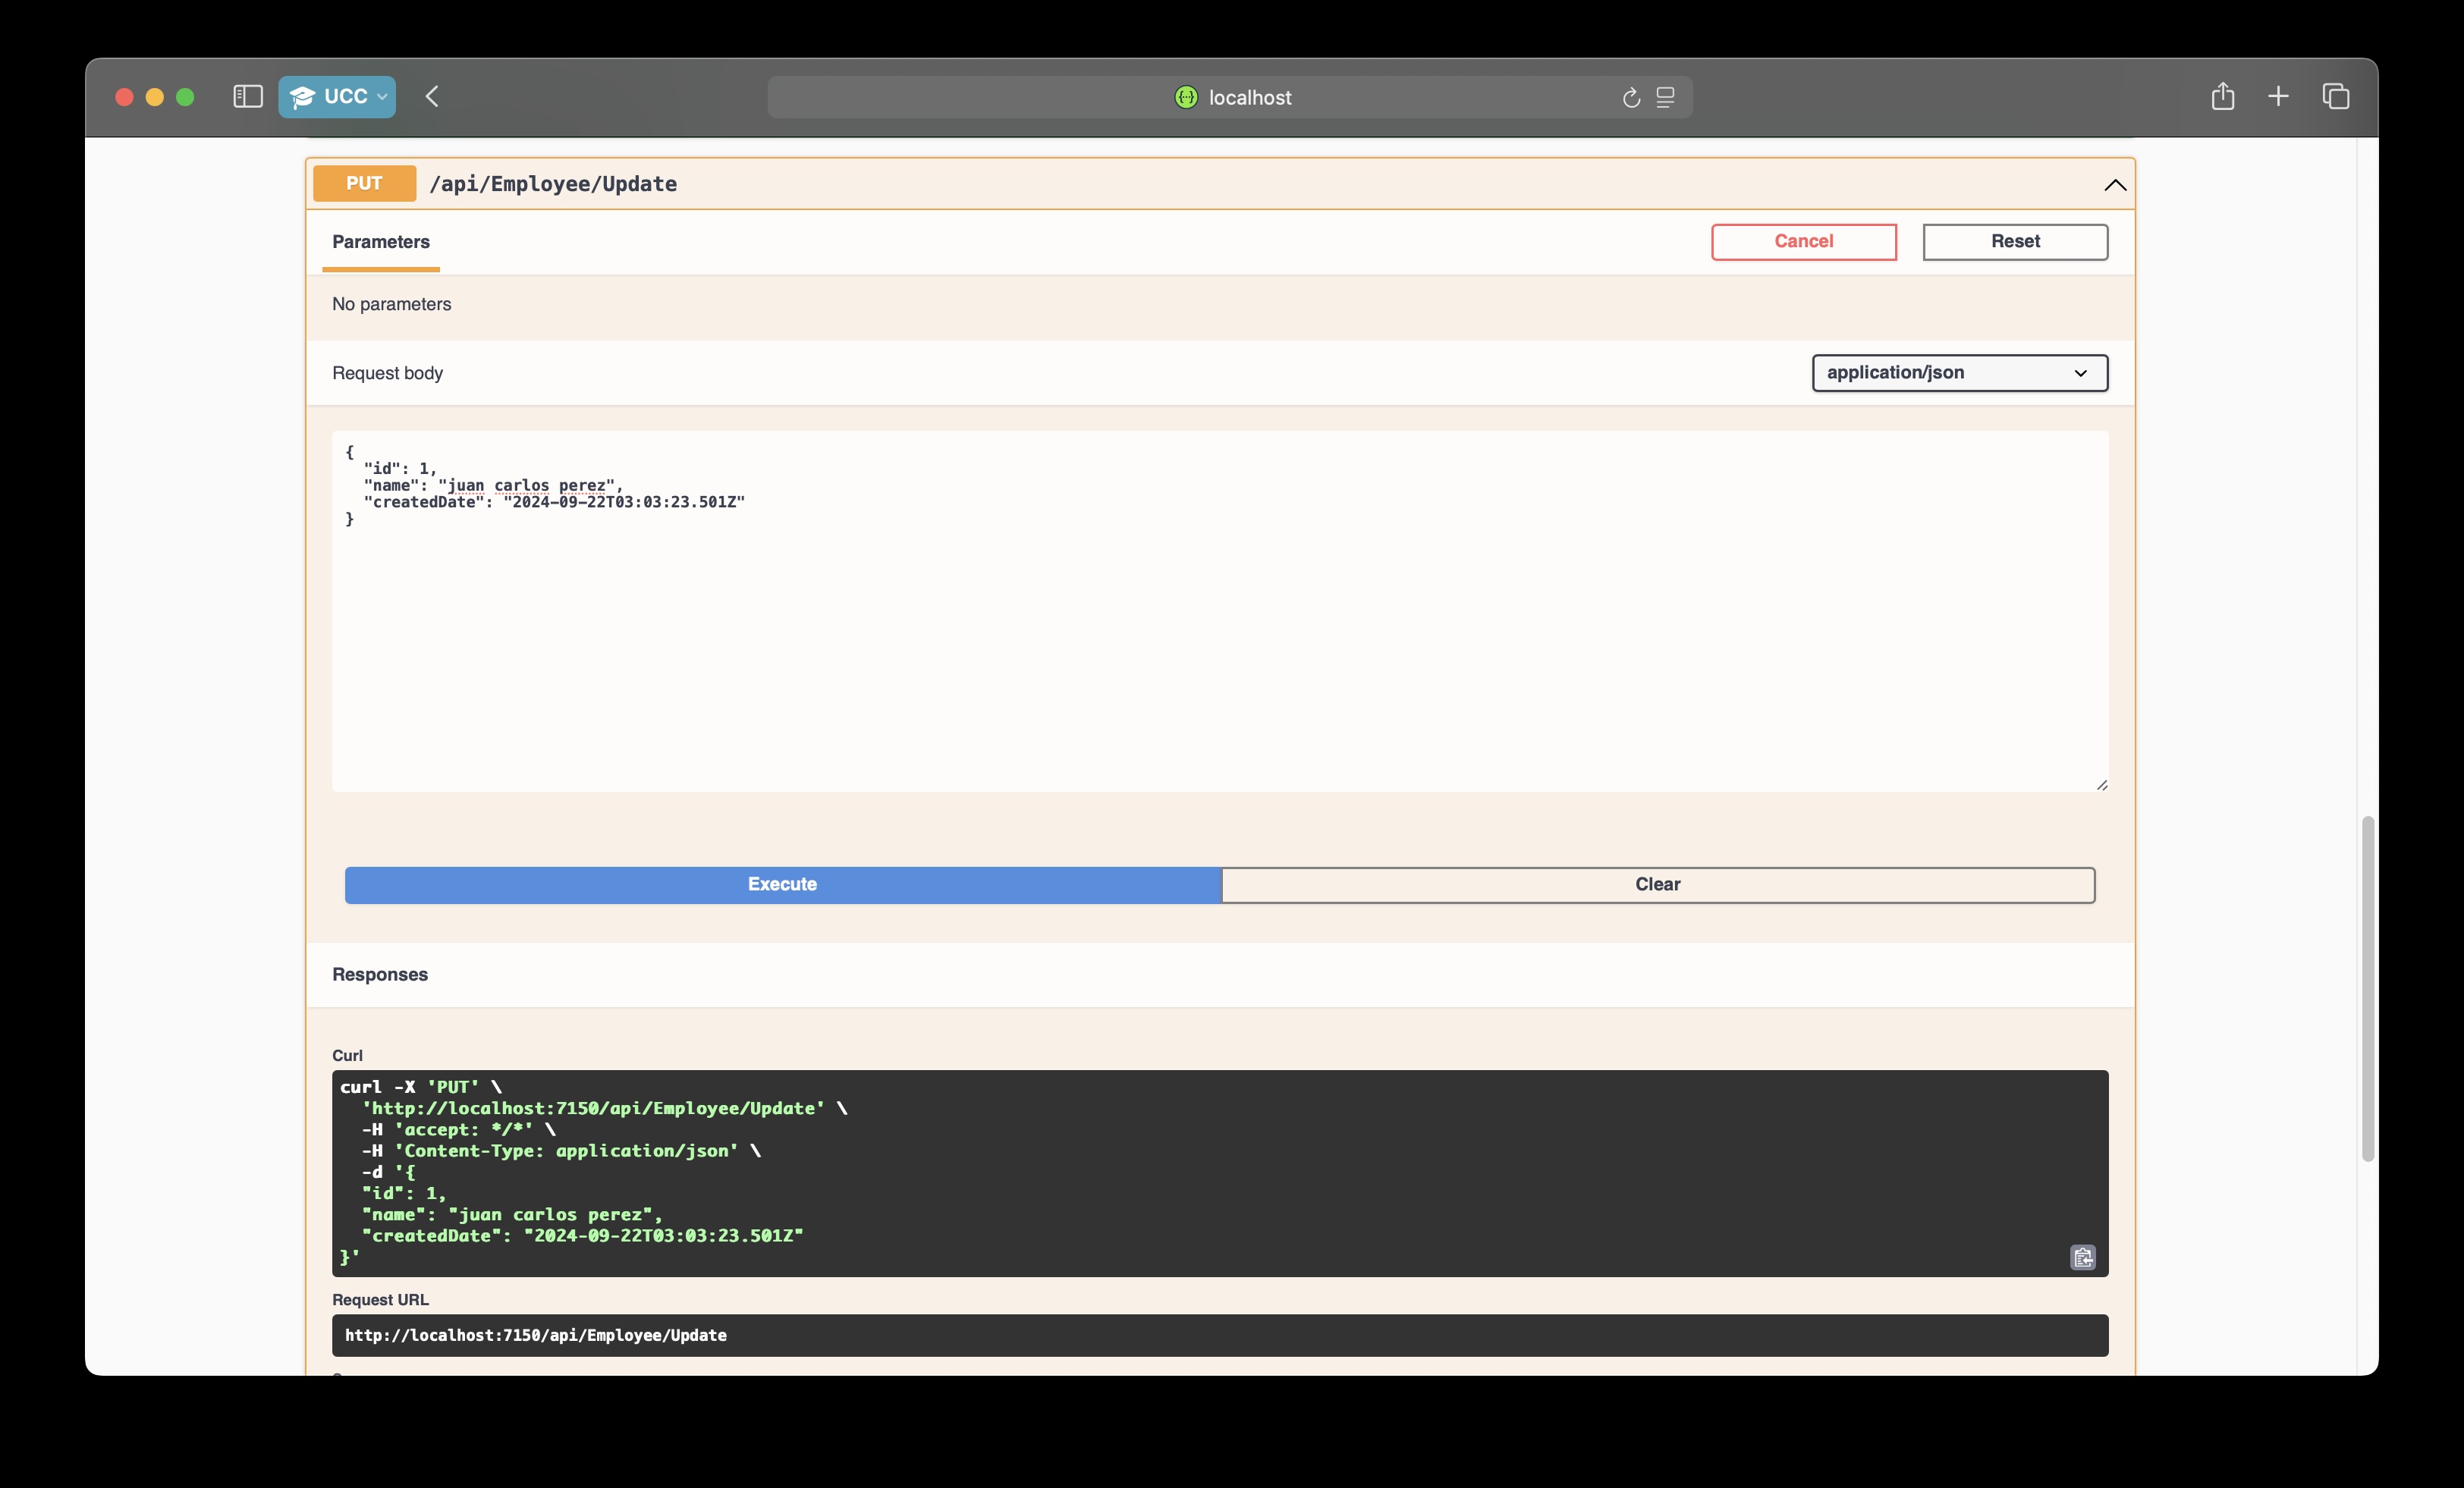 UCC
localhost
PUT /api/Employee/Update
Parameters
Cancel
Reset
No parameters
Request body
application/json
{
  "id": 1,
  "name": "juan carlos perez",
  "createdDate": "2024-09-22T03:03:23.501Z"
}
Execute
Clear
Responses
Curl
curl -X 'PUT' \
  'http://localhost:7150/api/Employee/Update' \
  -H 'accept: */*' \
  -H 'Content-Type: application/json' \
  -d '{
  "id": 1,
  "name": "juan carlos perez",
  "createdDate": "2024-09-22T03:03:23.501Z"
}'
Request URL
http://localhost:7150/api/Employee/Update